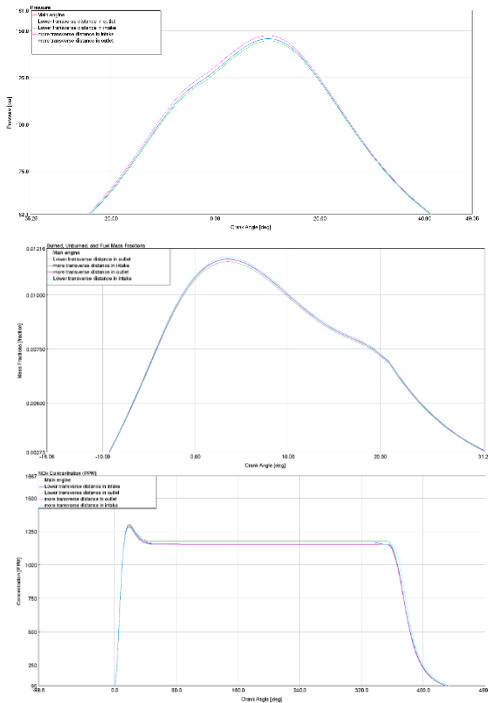 Pressure
Main engine
Lower transverse distance in outlet
Lower transverse distance in intake
more transverse distance in intake
more transverse distance in outlet
150.0
125.0
75.0
Pressure [bar]
20.00
0.00
20.00
40.00
Crank Angle [deg]
Burned, Unburned, and Fuel Mass Fractions
Main engine
Lower transverse distance in outlet
more transverse distance in intake
more transverse distance in outlet
Lower transverse distance in intake
0.01000
0.00750
Mass Fractions [fraction]
-10.00
0.00
10.00
20.00
31.2
Crank Angle [deg]
NOx Concentration (PPM)
Main engine
Lower transverse distance in intake
Lower transverse distance in outlet
more transverse distance in outlet
more transverse distance in intake
1500
1250
1000
750
500
250
Concentration [PPM]
0.0
160.0
240.0
320.0
400.0
Crank Angle [deg]